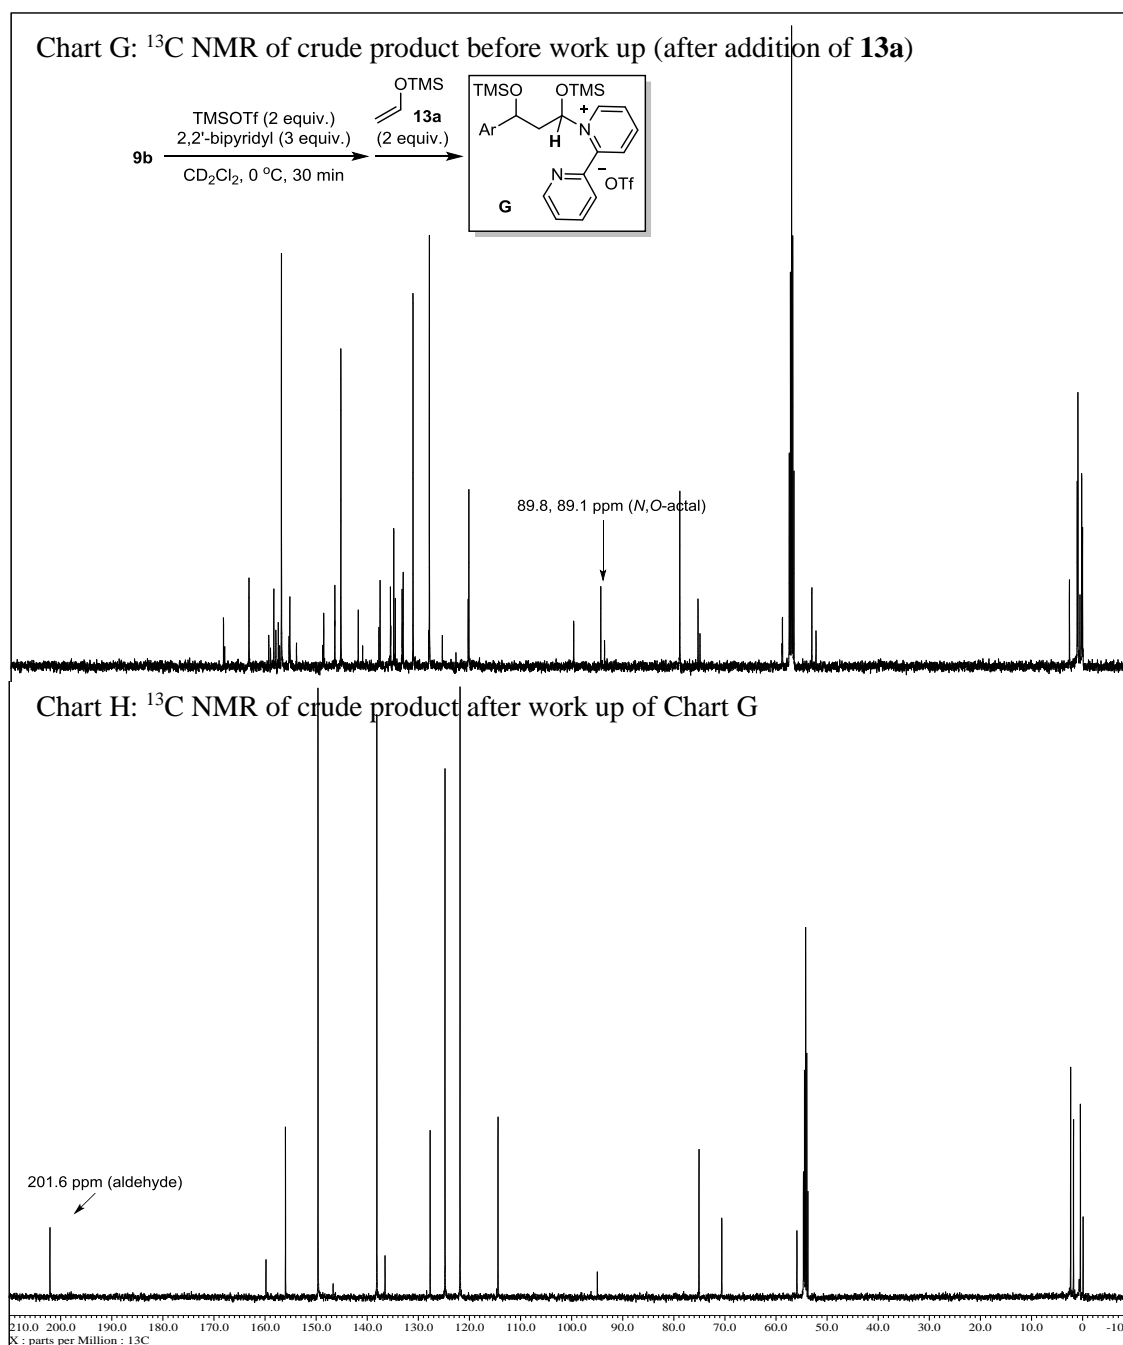 Chart G: ¹³C NMR of crude product before work up (after addition of 13a)
OTMS
13a
TMSOTf (2 equiv.)
2,2'-bipyridyl (3 equiv.)
(2 equiv.)
9b
CD₂Cl₂, 0 °C, 30 min
TMSO
OTMS
+
Ar
N
H
N
−
OTf
G
89.8, 89.1 ppm (N,O-actal)
Chart H: ¹³C NMR of crude product after work up of Chart G
201.6 ppm (aldehyde)
210.0 200.0 190.0 180.0 170.0 160.0 150.0 140.0 130.0 120.0 110.0 100.0 90.0 80.0 70.0 60.0 50.0 40.0 30.0 20.0 10.0 0 -10
X : parts per Million : 13C